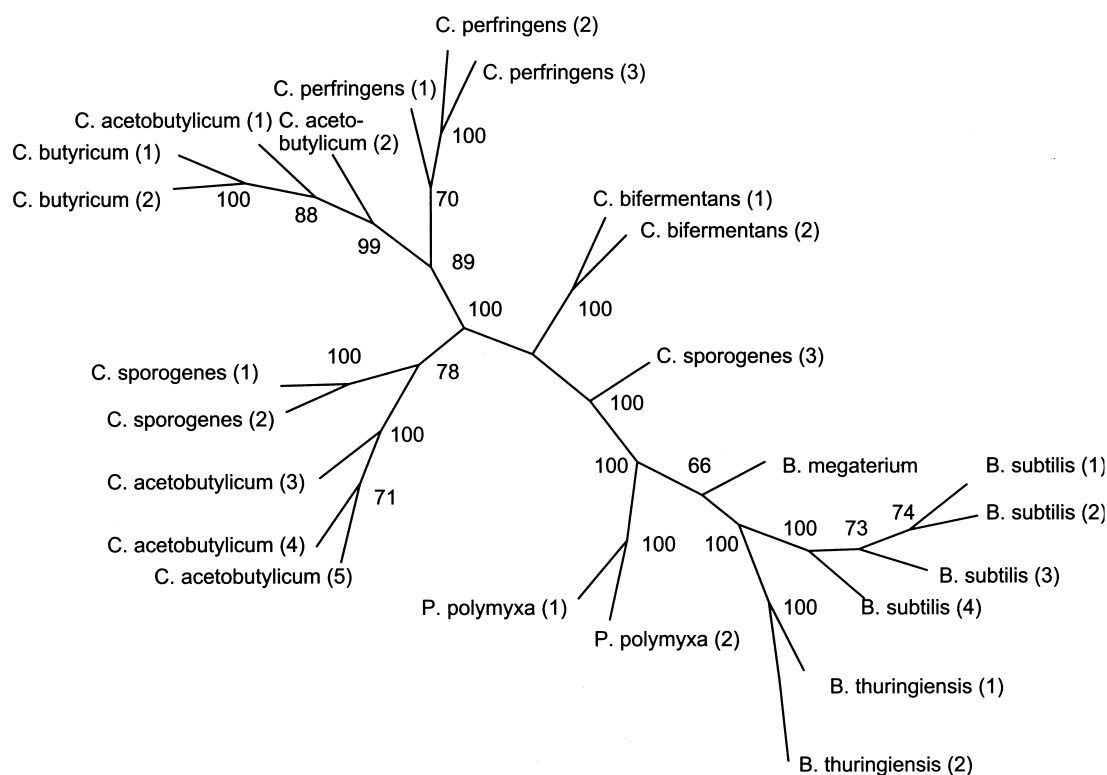 C. perfringens (2)
C. perfringens (3)
C. perfringens (1)
100
C. acetobutylicum (1)
C. aceto-
butylicum (2)
C. butyricum (1)
C. butyricum (2)
100
88
70
99
89
C. bifermentans (1)
C. bifermentans (2)
100
100
100
C. sporogenes (1)
78
C. sporogenes (3)
C. sporogenes (2)
100
100
C. acetobutylicum (3)
71
C. acetobutylicum (4)
C. acetobutylicum (5)
100
66
B. megaterium
B. subtilis (1)
74
B. subtilis (2)
100
73
100
100
B. subtilis (3)
P. polymyxa (1)
100
B. subtilis (4)
P. polymyxa (2)
B. thuringiensis (1)
B. thuringiensis (2)